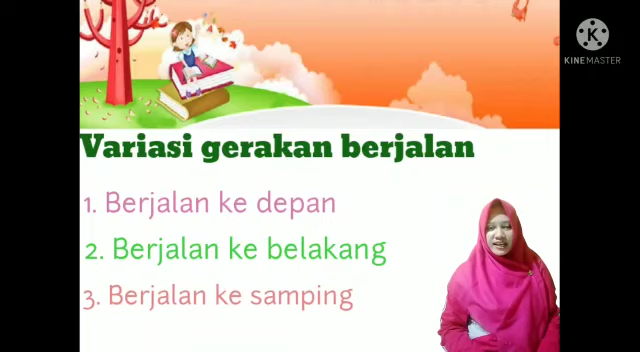 KINEMASTER
Variasi gerakan berjalan
1. Berjalan ke depan
2. Berjalan ke belakang
3. Berjalan ke samping